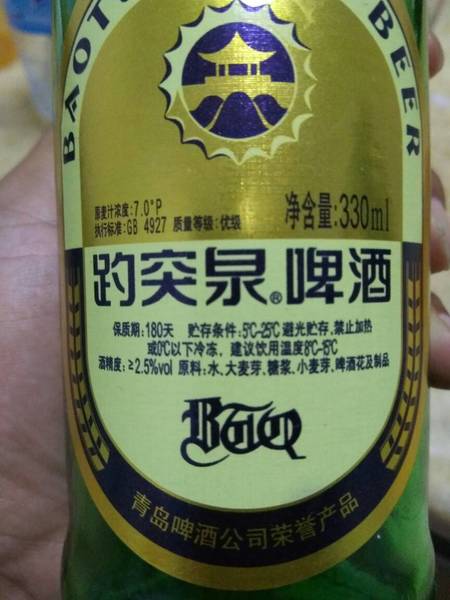 BAOTU
BEER
原麦汁浓度:7.0°P
执行标准:GB 4927 质量等级:优级
净含量:330ml
趵突泉®啤酒
保质期:180天 贮存条件:5℃-25℃避光贮存,禁止加热
或0℃以下冷冻, 建议饮用温度8℃-15℃
酒精度:≥2.5%vol 原料:水、大麦芽、糖浆、小麦芽、啤酒花及制品
BTQ
青岛啤酒公司荣誉产品